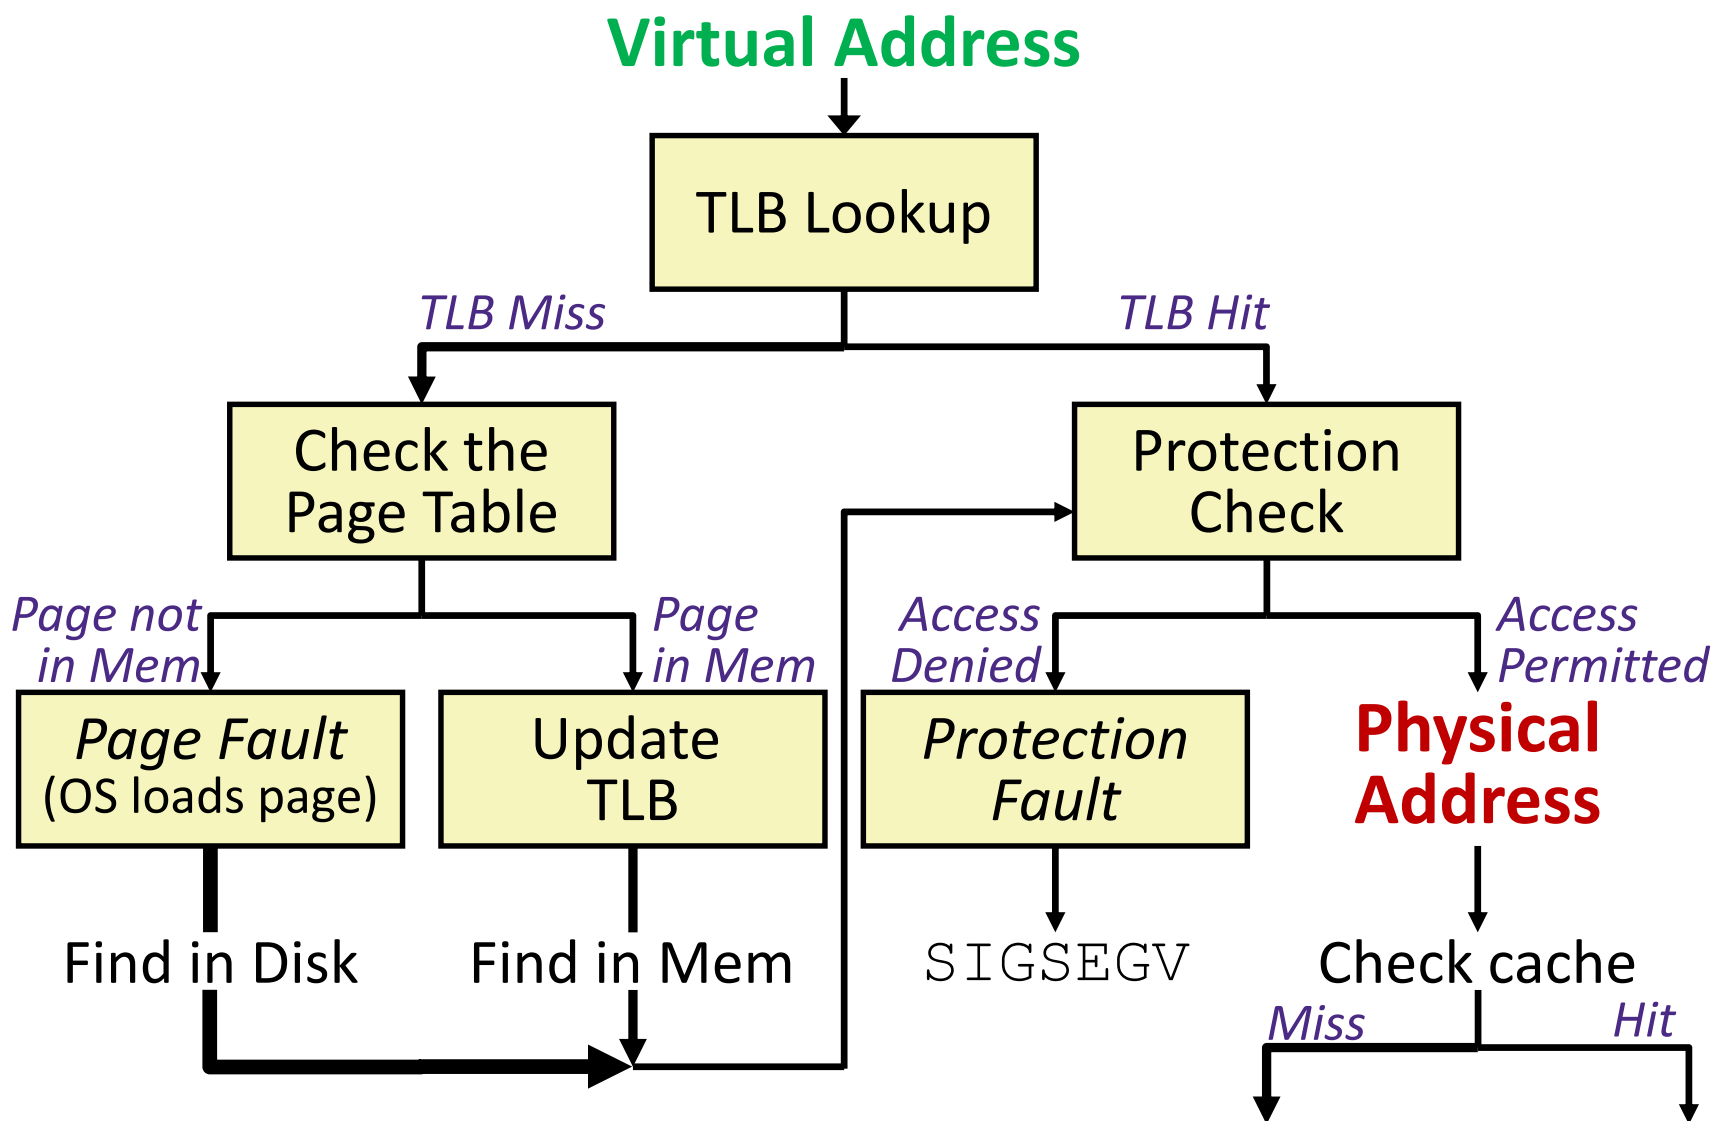 Virtual Address
TLB Lookup
TLB Miss
TLB Hit
Check the
Page Table
Protection
Check
Page not
in Mem
Page
in Mem
Access
Denied
Access
Permitted
Page Fault
(OS loads page)
Update
TLB
Protection
Fault
Physical
Address
Find in Disk
Find in Mem
SIGSEGV
Check cache
Miss
Hit